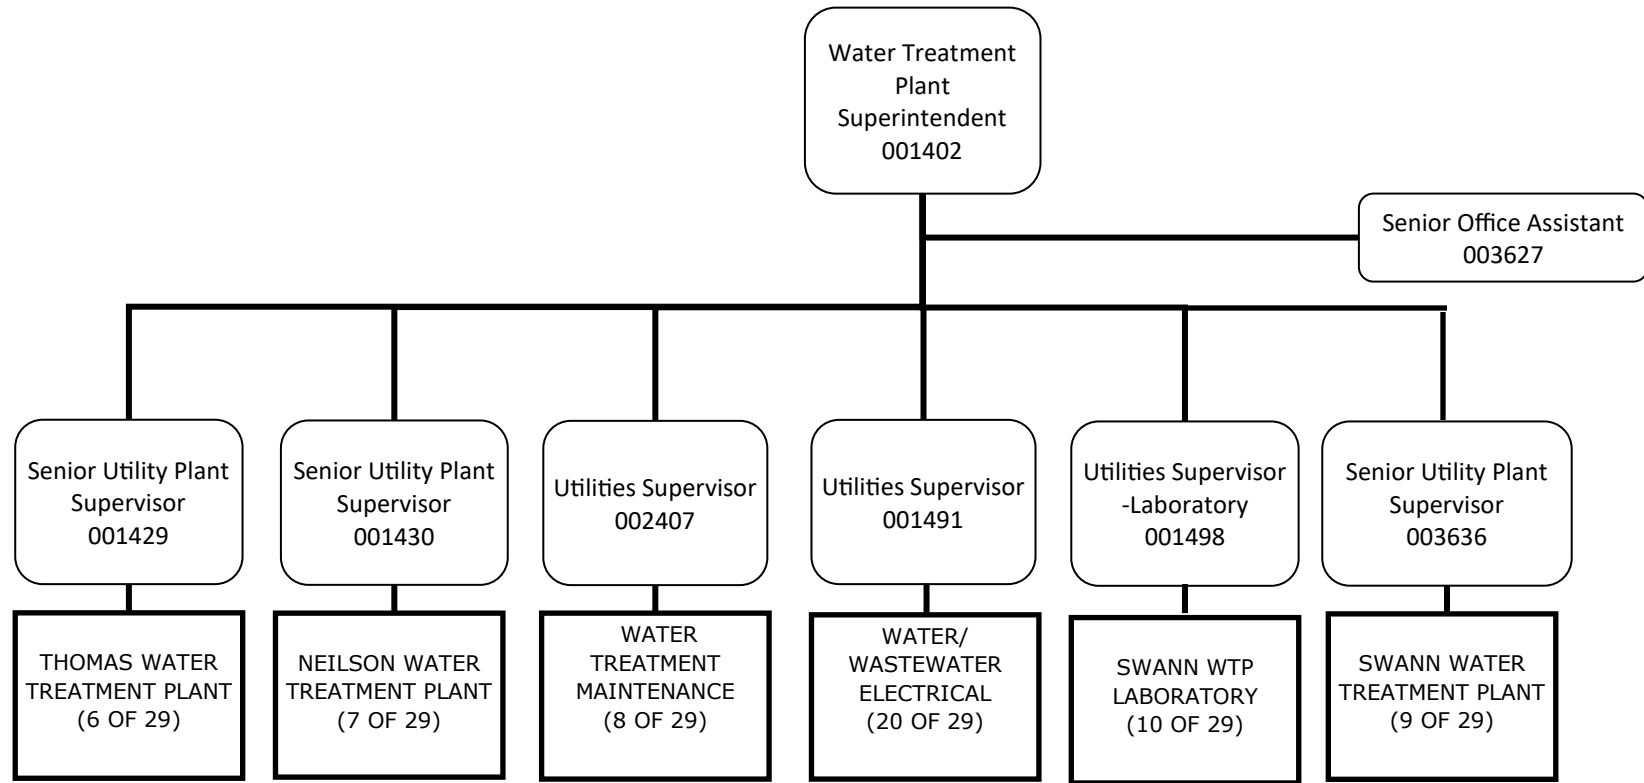 Water Treatment
Plant
Superintendent
001402
Senior Office Assistant
003627
Senior Utility Plant
Supervisor
001429
Senior Utility Plant
Supervisor
001430
Utilities Supervisor
002407
Utilities Supervisor
001491
Utilities Supervisor
-Laboratory
001498
Senior Utility Plant
Supervisor
003636
THOMAS WATER
TREATMENT PLANT
(6 OF 29)
NEILSON WATER
TREATMENT PLANT
(7 OF 29)
WATER
TREATMENT
MAINTENANCE
(8 OF 29)
WATER/
WASTEWATER
ELECTRICAL
(20 OF 29)
SWANN WTP
LABORATORY
(10 OF 29)
SWANN WATER
TREATMENT PLANT
(9 OF 29)